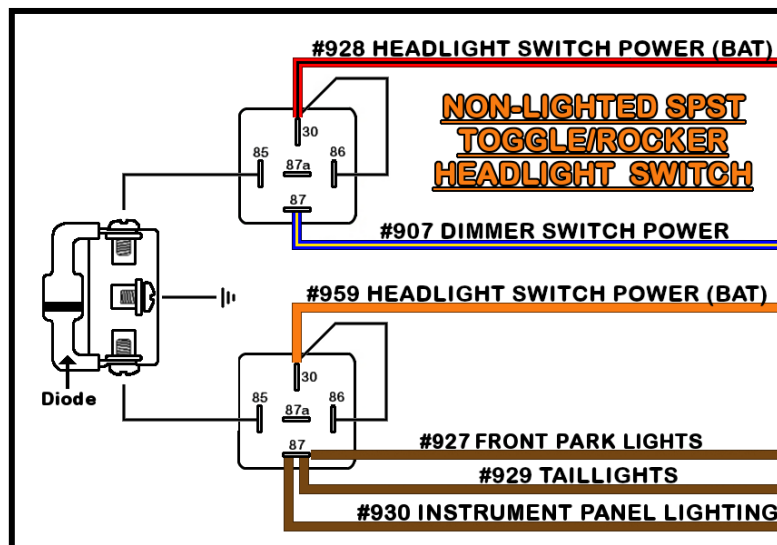 #928 HEADLIGHT SWITCH POWER (BAT)
NON-LIGHTED SPST
TOGGLE/ROCKER
HEADLIGHT SWITCH
30
85
87a
86
87
#907 DIMMER SWITCH POWER
#959 HEADLIGHT SWITCH POWER (BAT)
Diode
30
85
87a
86
87
#927 FRONT PARK LIGHTS
#929 TAILLIGHTS
#930 INSTRUMENT PANEL LIGHTING